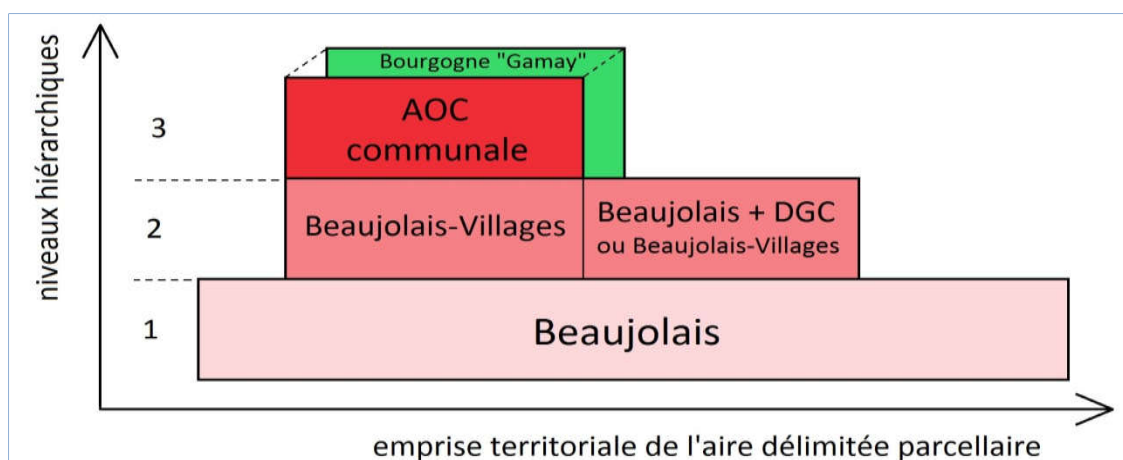 niveaux hiérarchiques
Bourgogne "Gamay"
3
AOC
communale
2
Beaujolais-Villages
Beaujolais + DGC
ou Beaujolais-Villages
1
Beaujolais
emprise territoriale de l'aire délimitée parcellaire